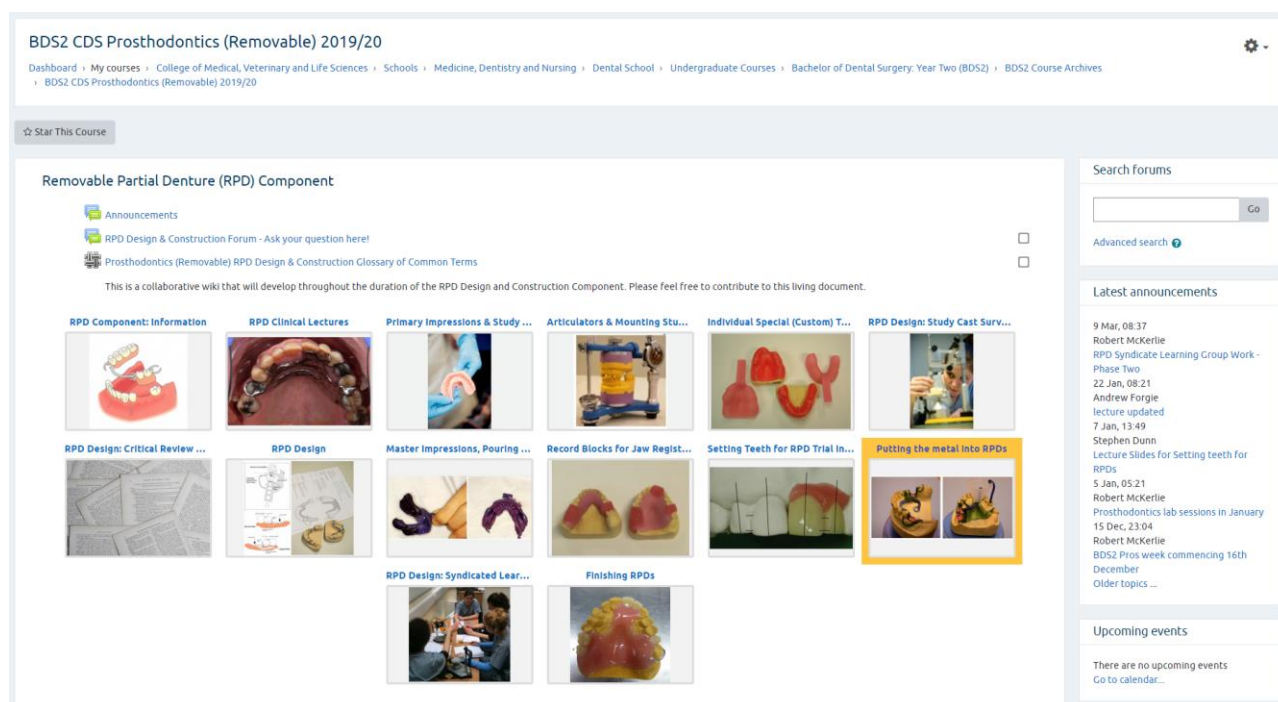 BDS2 CDS Prosthodontics (Removable) 2019/20
Dashboard › My courses › College of Medical, Veterinary and Life Sciences › Schools › Medicine, Dentistry and Nursing › Dental School › Undergraduate Courses › Bachelor of Dental Surgery: Year Two (BDS2) › BDS2 Course Archives
› BDS2 CDS Prosthodontics (Removable) 2019/20
Star This Course
Removable Partial Denture (RPD) Component
Announcements
RPD Design & Construction Forum - Ask your question here!
Prosthodontics (Removable) RPD Design & Construction Glossary of Common Terms
This is a collaborative wiki that will develop throughout the duration of the RPD Design and Construction Component. Please feel free to contribute to this living document.
RPD Component: Information
RPD Clinical Lectures
Primary Impressions & Study ...
Articulators & Mounting Stu...
Individual Special (Custom) T...
RPD Design: Study Cast Surv...
RPD Design: Critical Review ...
RPD Design
Master Impressions, Pouring ...
Record Blocks for Jaw Regist...
Setting Teeth for RPD Trial In...
Putting the metal into RPDs
RPD Design: Syndicated Lear...
Finishing RPDs
Search forums
Go
Advanced search
Latest announcements
9 Mar, 08:37
Robert McKerlie
RPD Syndicate Learning Group Work -
Phase Two
22 Jan, 08:21
Andrew Forgie
lecture updated
7 Jan, 13:49
Stephen Dunn
Lecture Slides for Setting teeth for
RPDs
5 Jan, 05:21
Robert McKerlie
Prosthodontics lab sessions in January
15 Dec, 23:04
Robert McKerlie
BDS2 Pros week commencing 16th
December
Older topics ...
Upcoming events
There are no upcoming events
Go to calendar...